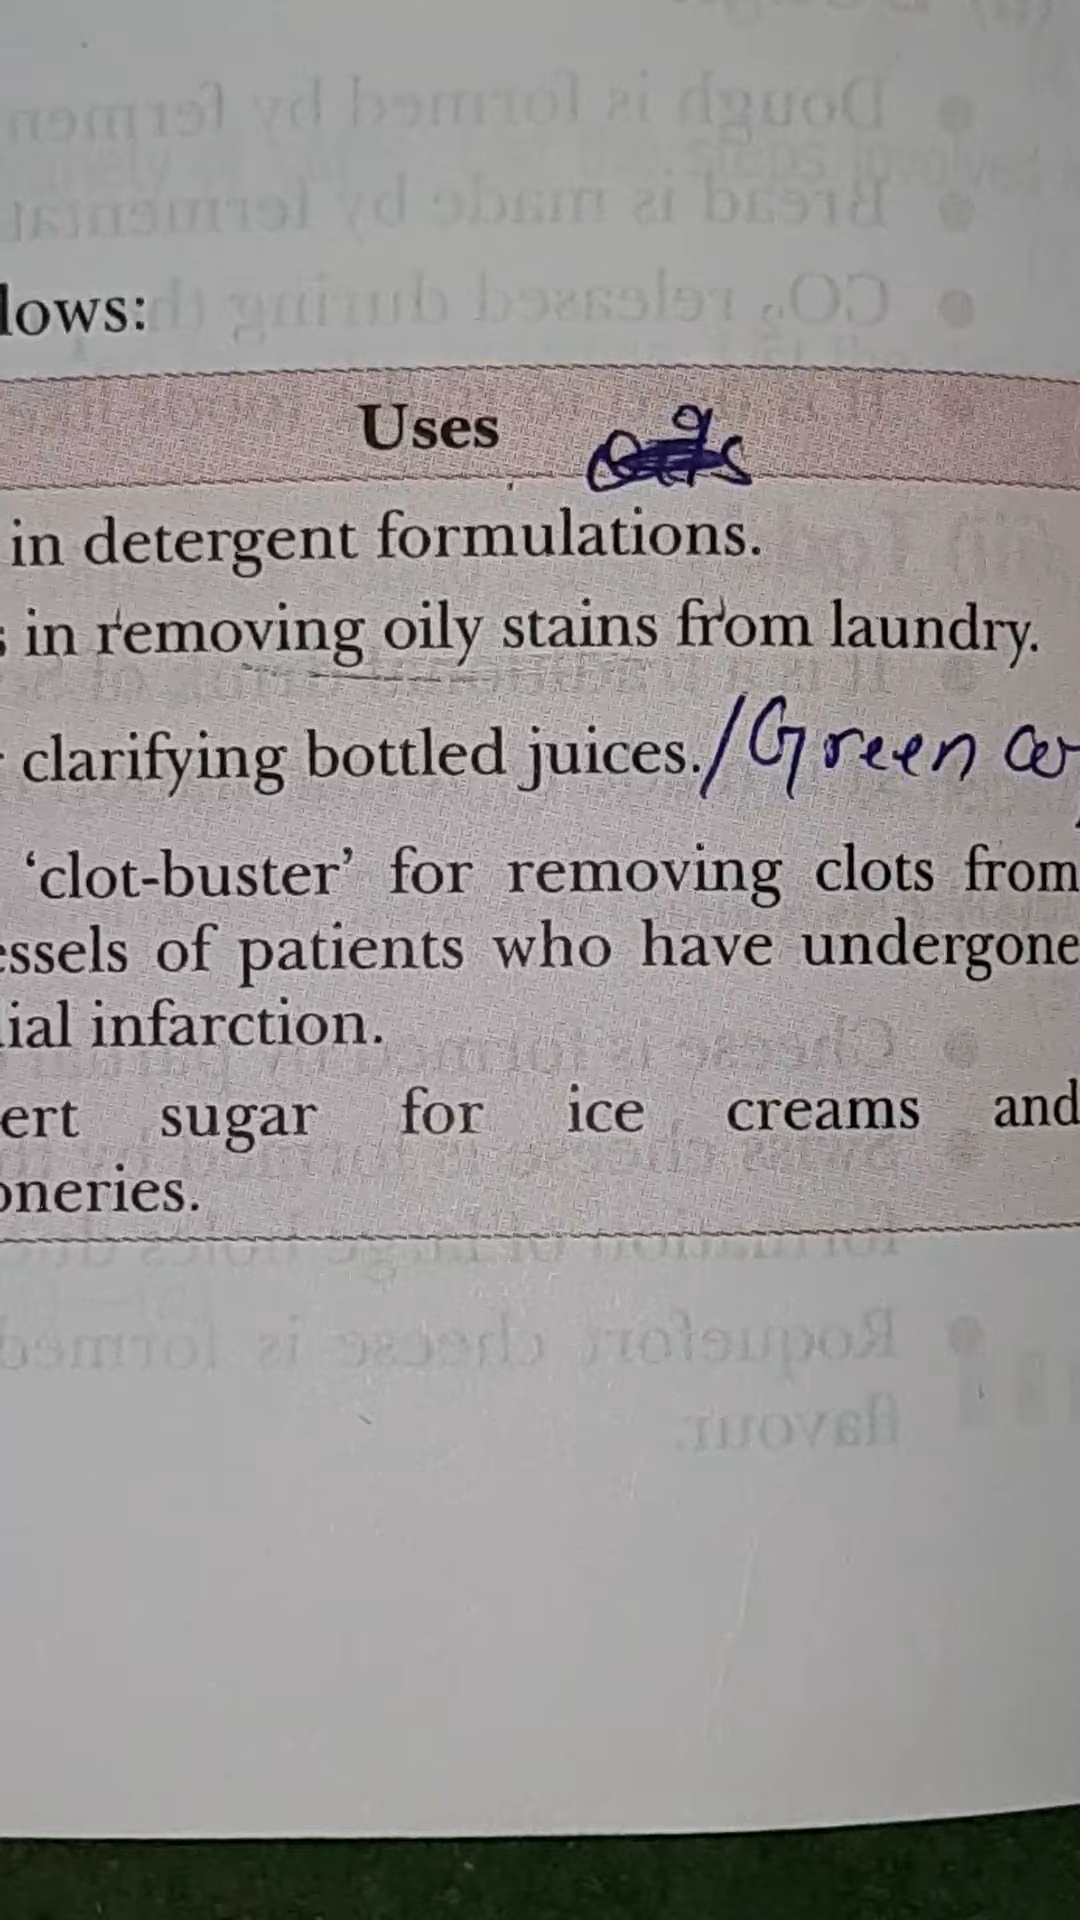 lows:
Uses
in detergent formulations.
s in removing oily stains from laundry.
clarifying bottled juices./Green
'clot-buster' for removing clots from
essels of patients who have undergone
ial infarction.
ert sugar for ice creams and
oneries.